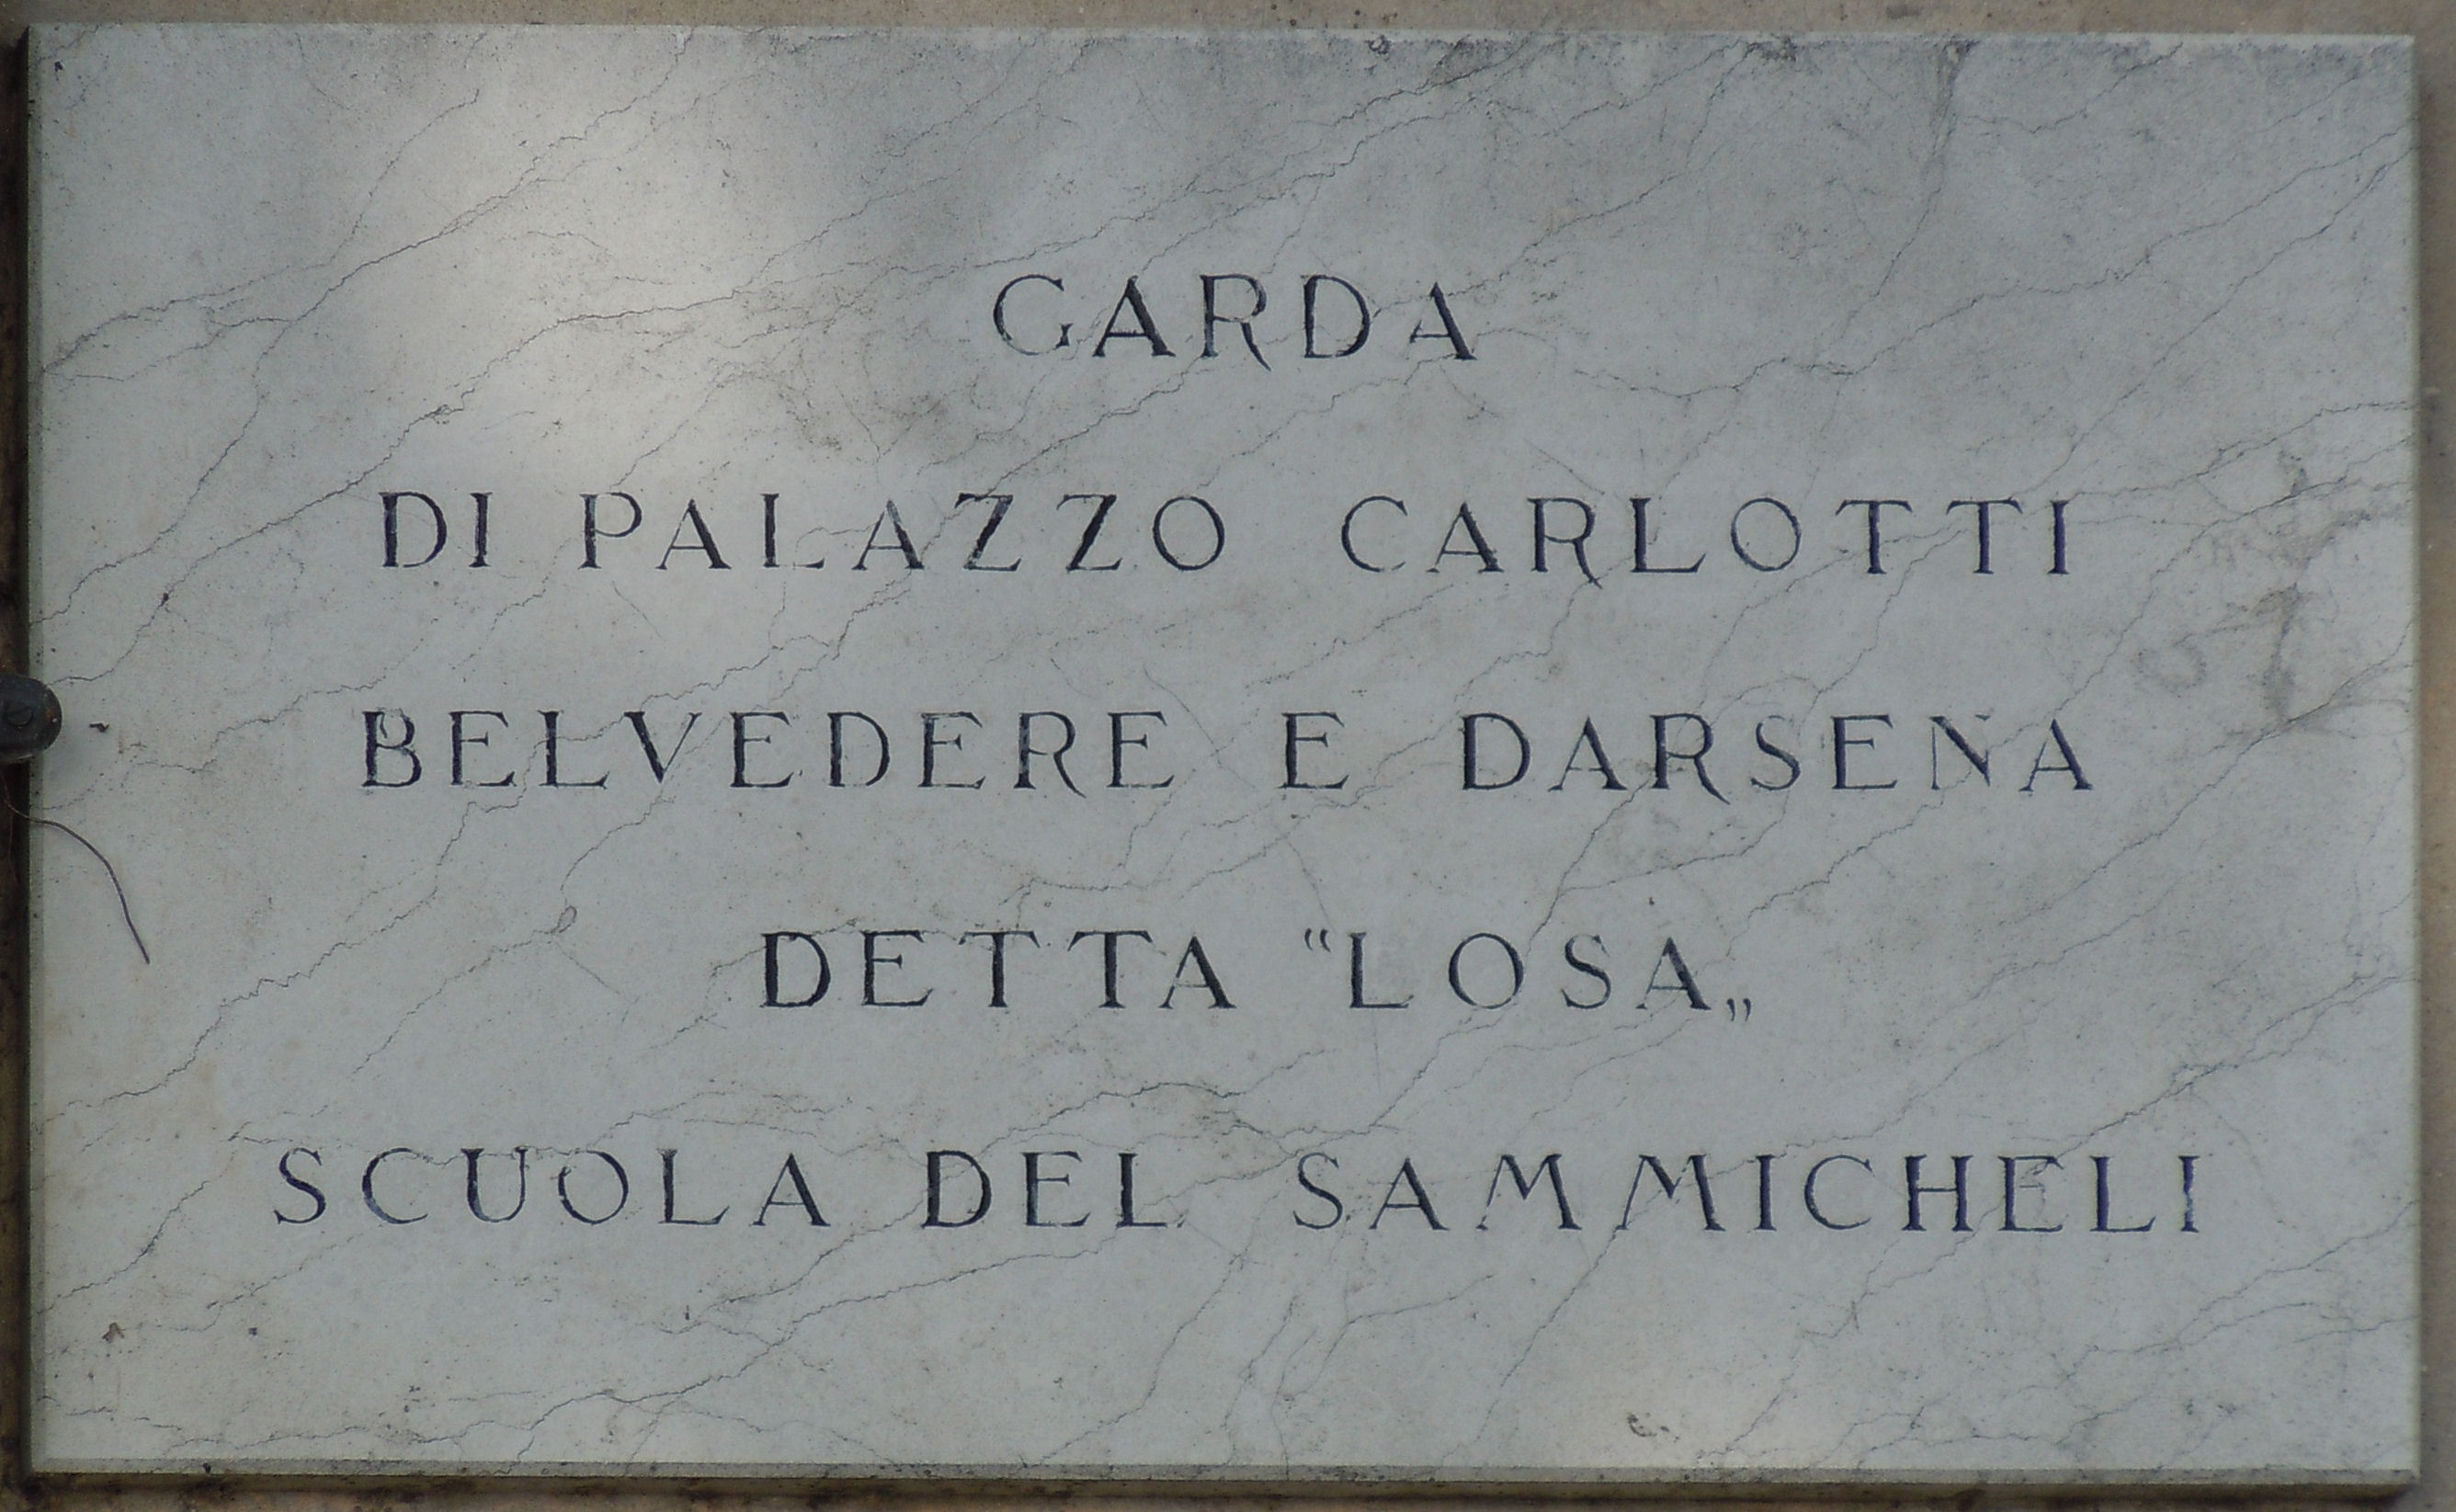 GARDA
DI PALAZZO CARLOTTI
BELVEDERE E DARSENA
DETTA “LOSA„
SCUOLA DEL SAMMICHELI